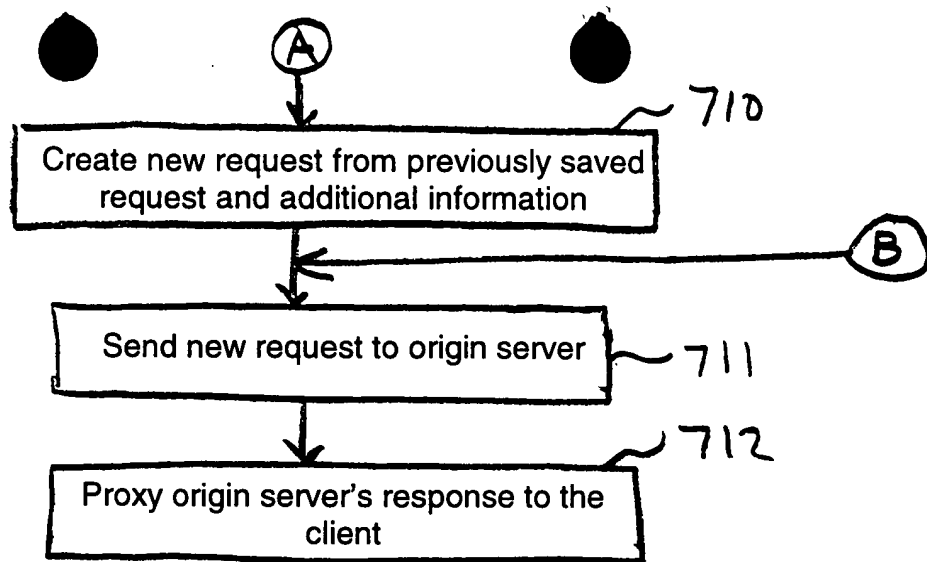 A
710
Create new request from previously saved
request and additional information
B
Send new request to origin server
711
712
Proxy origin server's response to the
client